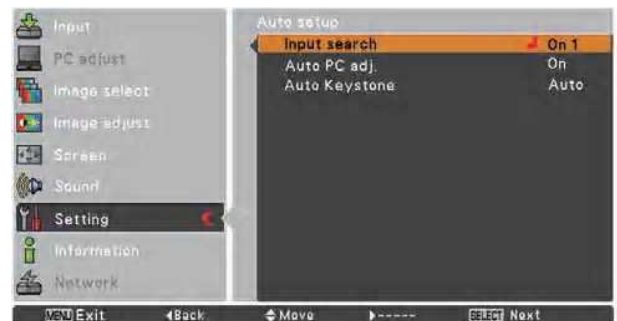 Input
PC adjust
Image select
Image adjust
Screen
Sound
Setting
Information
Network
Auto setup
Input search On 1
Auto PC adj. On
Auto Keystone Auto
MENU Exit ◀Back ♦Move ▶----- SELECT Next